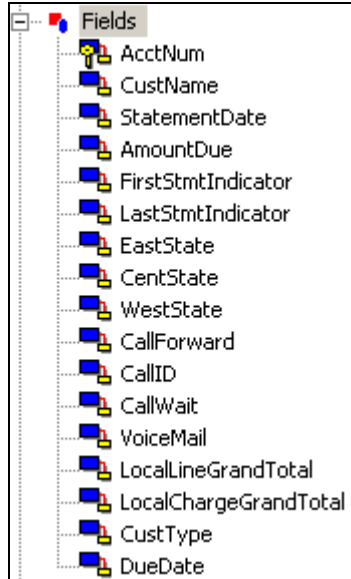 Fields
AcctNum
CustName
StatementDate
AmountDue
FirstStmtIndicator
LastStmtIndicator
EastState
CentState
WestState
CallForward
CallID
CallWait
VoiceMail
LocalLineGrandTotal
LocalChargeGrandTotal
CustType
DueDate